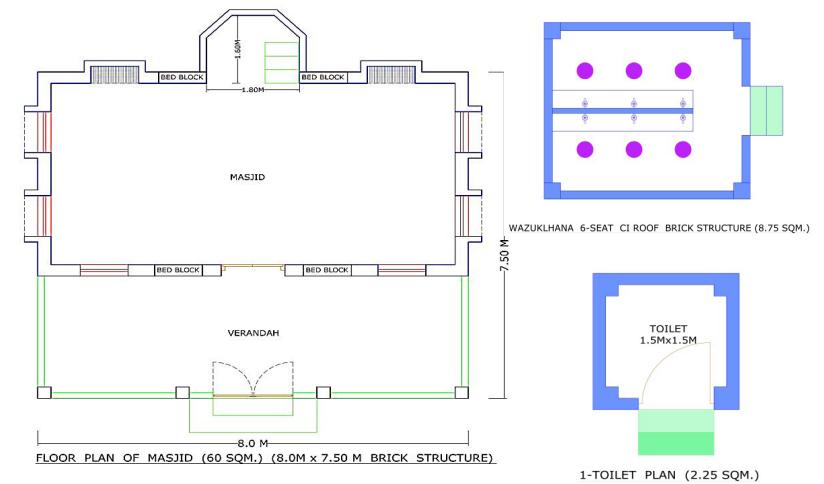 1.60M
BED BLOCK
BED BLOCK
1.80M
MASJID
BED BLOCK
BED BLOCK
7.50 M
VERANDAH
8.0 M
FLOOR PLAN OF MASJID (60 SQM.) (8.0M x 7.50 M BRICK STRUCTURE)
WAZUKLHANA 6-SEAT CI ROOF BRICK STRUCTURE (8.75 SQM.)
TOILET
1.5Mx1.5M
1-TOILET PLAN (2.25 SQM.)